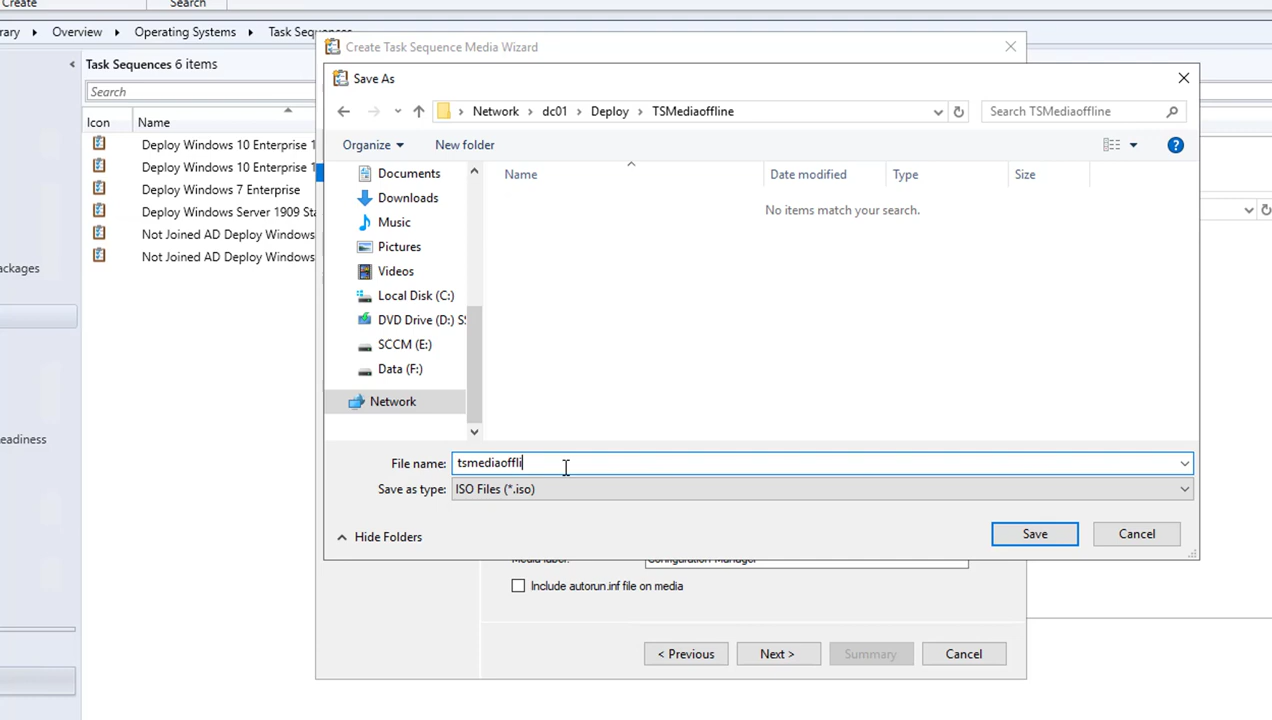 Create
Search
rary
Overview
Operating Systems
Task Sequences
Task Sequences 6 items
Search
Icon
Name
Deploy Windows 10 Enterprise 1
Deploy Windows 10 Enterprise 1
Deploy Windows 7 Enterprise
Deploy Windows Server 1909 Sta
Not Joined AD Deploy Windows
Not Joined AD Deploy Windows
ackages
eadiness
Create Task Sequence Media Wizard
Save As
Network
dc01
Deploy
TSMediaoffline
Search TSMediaoffline
Organize
New folder
Documents
Downloads
Music
Pictures
Videos
Local Disk (C:)
DVD Drive (D:) SS
SCCM (E:)
Data (F:)
Network
Name
Date modified
Type
Size
No items match your search.
File name:
tsmediaoffli
Save as type:
ISO Files (*.iso)
Hide Folders
Save
Cancel
Media label:
Configuration Manager
Include autorun.inf file on media
< Previous
Next >
Summary
Cancel